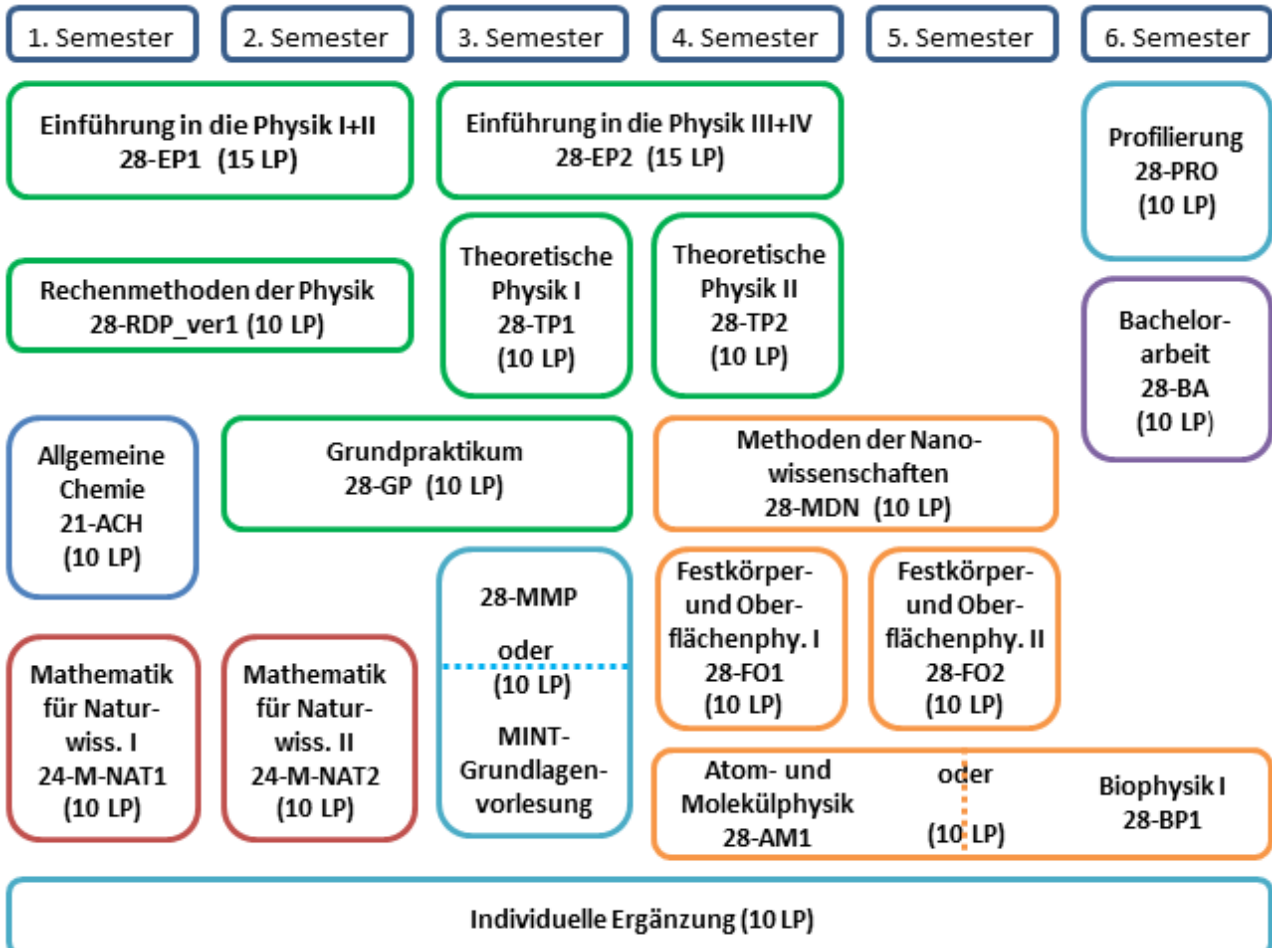 1. Semester
2. Semester
3. Semester
4. Semester
5. Semester
6. Semester
Einführung in die Physik I+II
28-EP1 (15 LP)
Einführung in die Physik III+IV
28-EP2 (15 LP)
Profilierung
28-PRO
(10 LP)
Rechenmethoden der Physik
28-RDP_ver1 (10 LP)
Theoretische
Physik I
28-TP1
(10 LP)
Theoretische
Physik II
28-TP2
(10 LP)
Bachelor-
arbeit
28-BA
(10 LP)
Allgemeine
Chemie
21-ACH
(10 LP)
Grundpraktikum
28-GP (10 LP)
Methoden der Nano-
wissenschaften
28-MDN (10 LP)
28-MMP
oder
(10 LP)
MINT-
Grundlagen-
vorlesung
Festkörper-
und Ober-
flächenphy. I
28-FO1
(10 LP)
Festkörper-
und Ober-
flächenphy. II
28-FO2
(10 LP)
Mathematik
für Natur-
wiss. I
24-M-NAT1
(10 LP)
Mathematik
für Natur-
wiss. II
24-M-NAT2
(10 LP)
Atom- und
Molekülphysik
28-AM1
oder
(10 LP)
Biophysik I
28-BP1
Individuelle Ergänzung (10 LP)